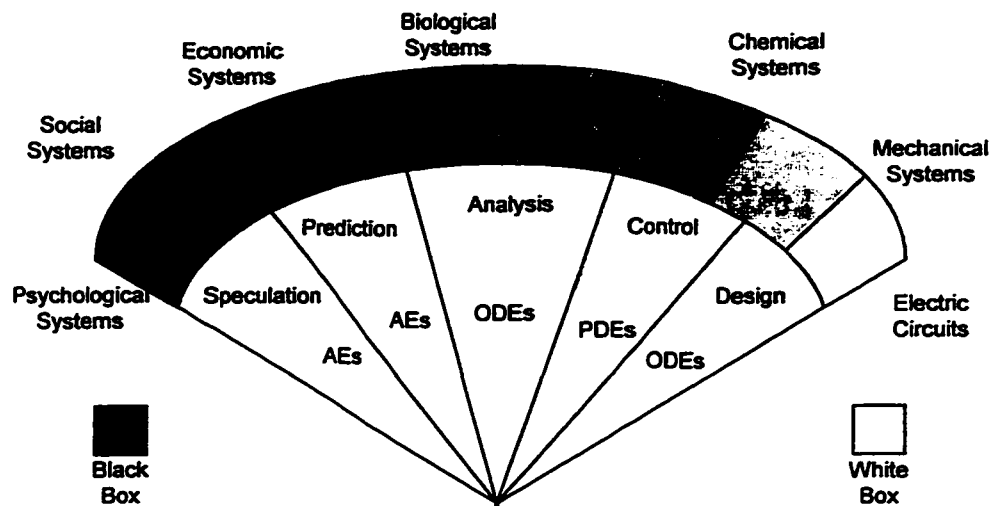 Biological
Systems
Economic
Systems
Chemical
Systems
Social
Systems
Mechanical
Systems
Prediction
Analysis
Control
Psychological
Systems
Speculation
Design
Electric
Circuits
AEs
AEs
ODEs
PDEs
ODEs
Black
Box
White
Box